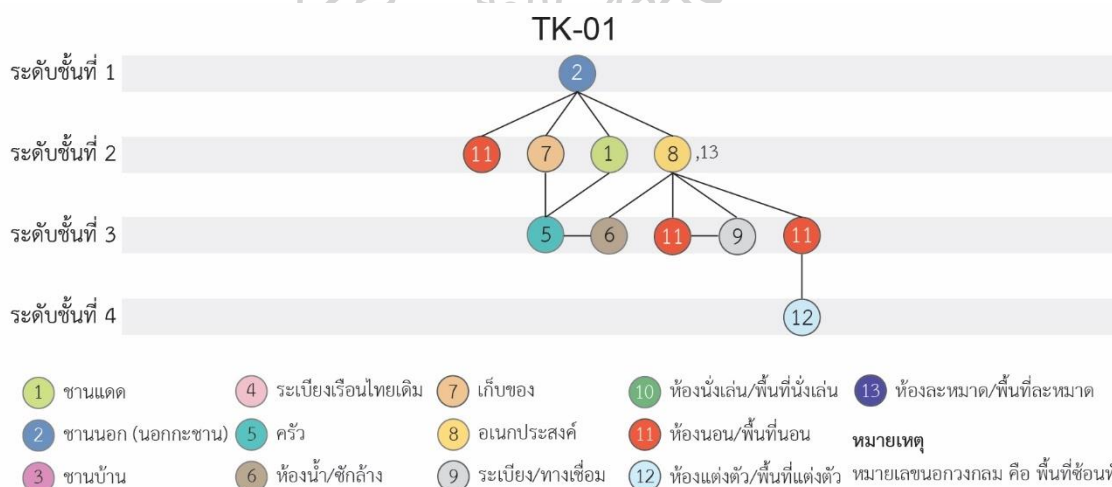 TK-01
ระดับชั้นที่ 1
2
ระดับชั้นที่ 2
11 7 1 8 ,13
ระดับชั้นที่ 3
5 6 11 9 11
ระดับชั้นที่ 4
12
1 ชานแดด 4 ระเบียงเรือนไทยเดิม 7 เก็บของ 10 ห้องนั่งเล่น/พื้นที่นั่งเล่น 13 ห้องละหมาด/พื้นที่ละหมาด
2 ชานนอก (นอกกะชาน) 5 ครัว 8 อเนกประสงค์ 11 ห้องนอน/พื้นที่นอน หมายเหตุ
3 ชานบ้าน 6 ห้องน้ำ/ซักล้าง 9 ระเบียง/ทางเชื่อม 12 ห้องแต่งตัว/พื้นที่แต่งตัว หมายเลขนอกวงกลม คือ พื้นที่ซ้อน